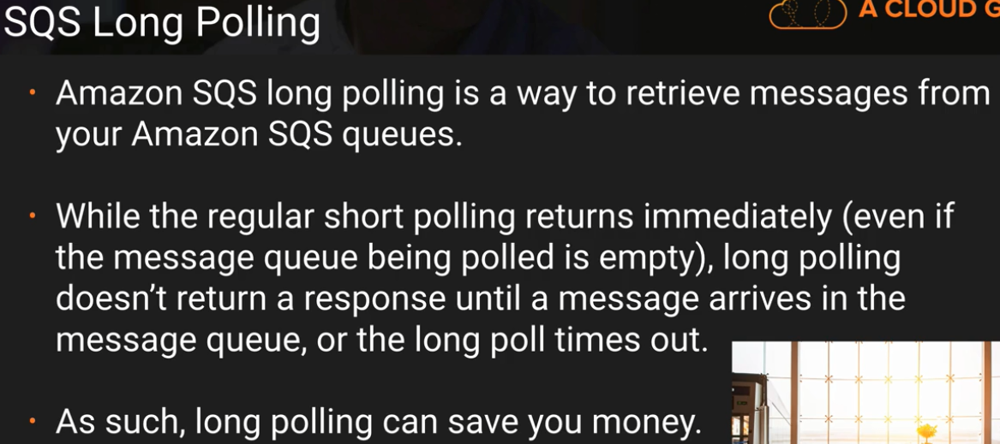 SQS Long Polling
A CLOUD G
• Amazon SQS long polling is a way to retrieve messages from
your Amazon SQS queues.
• While the regular short polling returns immediately (even if
the message queue being polled is empty), long polling
doesn't return a response until a message arrives in the
message queue, or the long poll times out.
• As such, long polling can save you money.